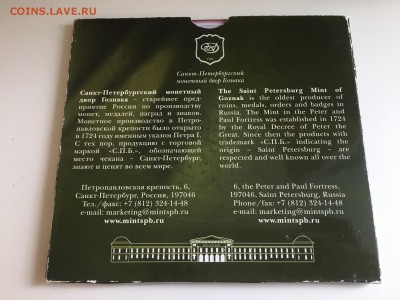 COINS.LAVE.RU
Санкт-Петербургский
монетный двор Гознака
Санкт-Петербургский монетный
двор Гознака – старейшее пред-
приятие России по производству
монет, медалей, наград и знаков.
Монетное производство в Петро-
павловской крепости было открыто
в 1724 году именным указом Петра I.
С тех пор, продукцию с торговой
маркой «С.П.Б.», обозначающей
место чекана – Санкт-Петербург,
знают и ценят во всем мире.
Петропавловская крепость, 6,
Санкт-Петербург, Россия, 197046
Тел./факс: +7 (812) 324-14-48
e-mail: marketing@mintspb.ru
www.mintspb.ru
The Saint Petersburg Mint of
Goznak is the oldest producer of
coins, medals, orders and badges in
Russia. The Mint in the Peter and
Paul Fortress was established in 1724
by the Royal Decree of Peter the
Great. Since then the products with
trademark «С.П.Б.» indicating the
origin – Saint Petersburg – are
respected and well known all over the
world.
6, the Peter and Paul Fortress,
197046, Saint Petersburg, Russia
Phone/fax: +7 (812) 324-14-48
e-mail: marketing@mintspb.ru
www.mintspb.ru